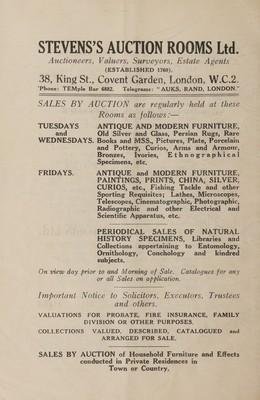 STEVENS'S AUCTION ROOMS Ltd.
Auctioneers, Valuers, Surveyors, Estate Agents
(ESTABLISHED 1760).
38, King St., Covent Garden, London, W.C.2.
'Phone: TEMple Bar 6882. Telegrams: "AUKS, RAND, LONDON."
SALES BY AUCTION are regularly held at these
Rooms as follows:—
TUESDAYS ANTIQUE AND MODERN FURNITURE,
and Old Silver and Glass, Persian Rugs, Rare
WEDNESDAYS. Books and MSS., Pictures, Plate, Porcelain
and Pottery, Curios, Arms and Armour,
Bronzes, Ivories, Ethnographical
Specimens, etc.
FRIDAYS. ANTIQUE and MODERN FURNITURE,
PAINTINGS, PRINTS, CHINA, SILVER,
CURIOS, etc., Fishing Tackle and other
Sporting Requisites; Lathes, Microscopes,
Telescopes, Cinematographic, Photographic,
Radiographic and other Electrical and
Scientific Apparatus, etc.
PERIODICAL SALES OF NATURAL
HISTORY SPECIMENS, Libraries and
Collections appertaining to Entomology,
Ornithology, Conchology and kindred
subjects.
On view day prior to and Morning of Sale. Catalogues for any
or all Sales on application.
Important Notice to Solicitors, Executors, Trustees
and others.
VALUATIONS FOR PROBATE, FIRE INSURANCE, FAMILY
DIVISION OR OTHER PURPOSES.
COLLECTIONS VALUED, DESCRIBED, CATALOGUED and
ARRANGED FOR SALE.
SALES BY AUCTION of Household Furniture and Effects
conducted in Private Residences in
Town or Country.